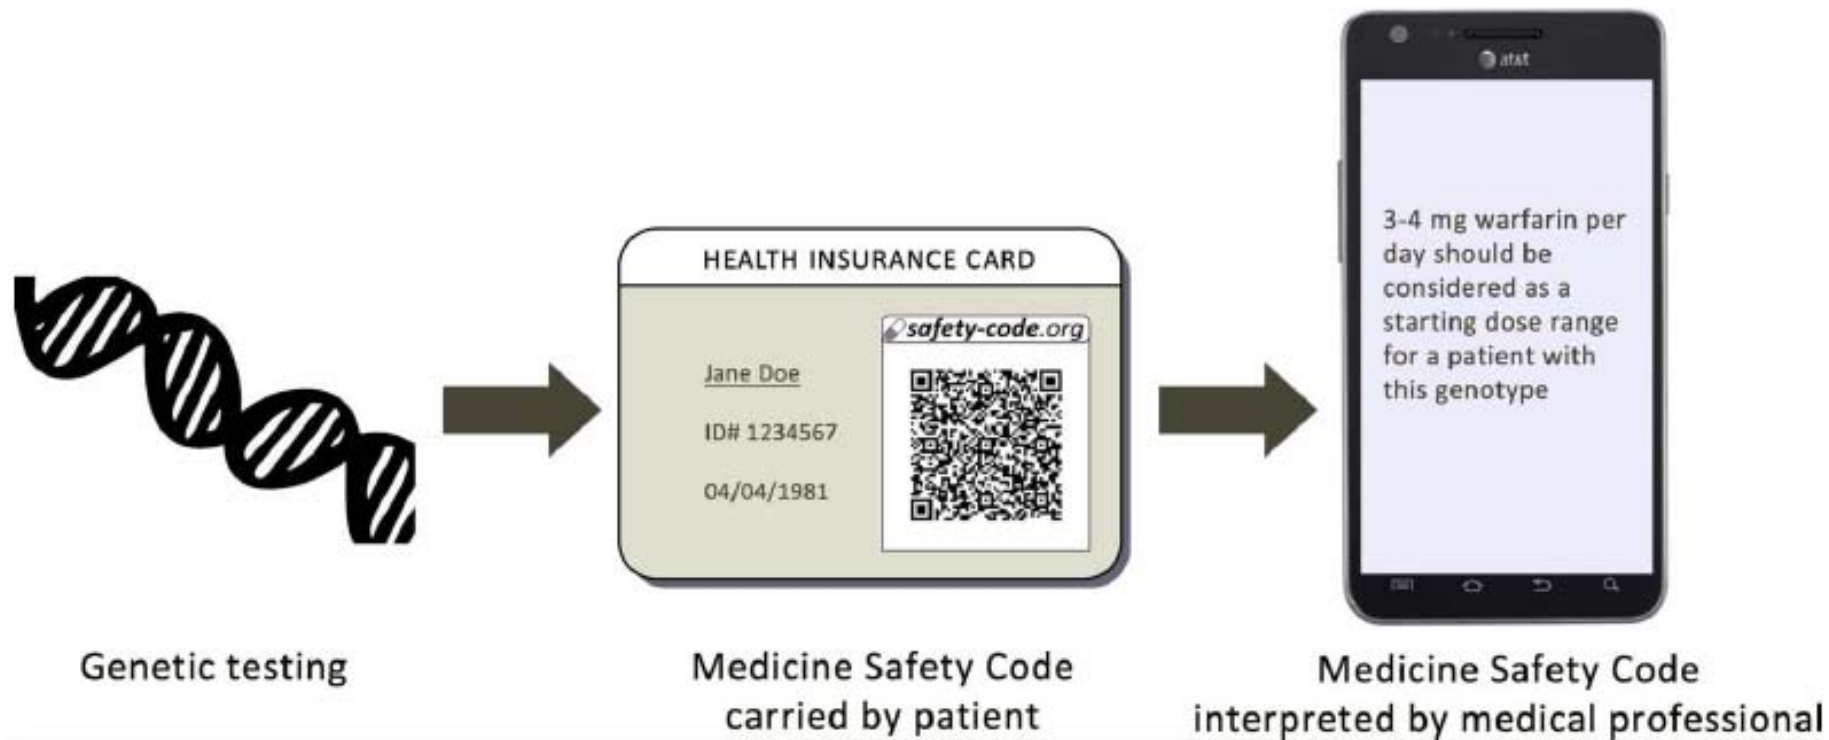 at&t
3-4 mg warfarin per
day should be
considered as a
starting dose range
for a patient with
this genotype
HEALTH INSURANCE CARD
safety-code.org
Jane Doe
ID# 1234567
04/04/1981
Genetic testing
Medicine Safety Code
carried by patient
Medicine Safety Code
interpreted by medical professional